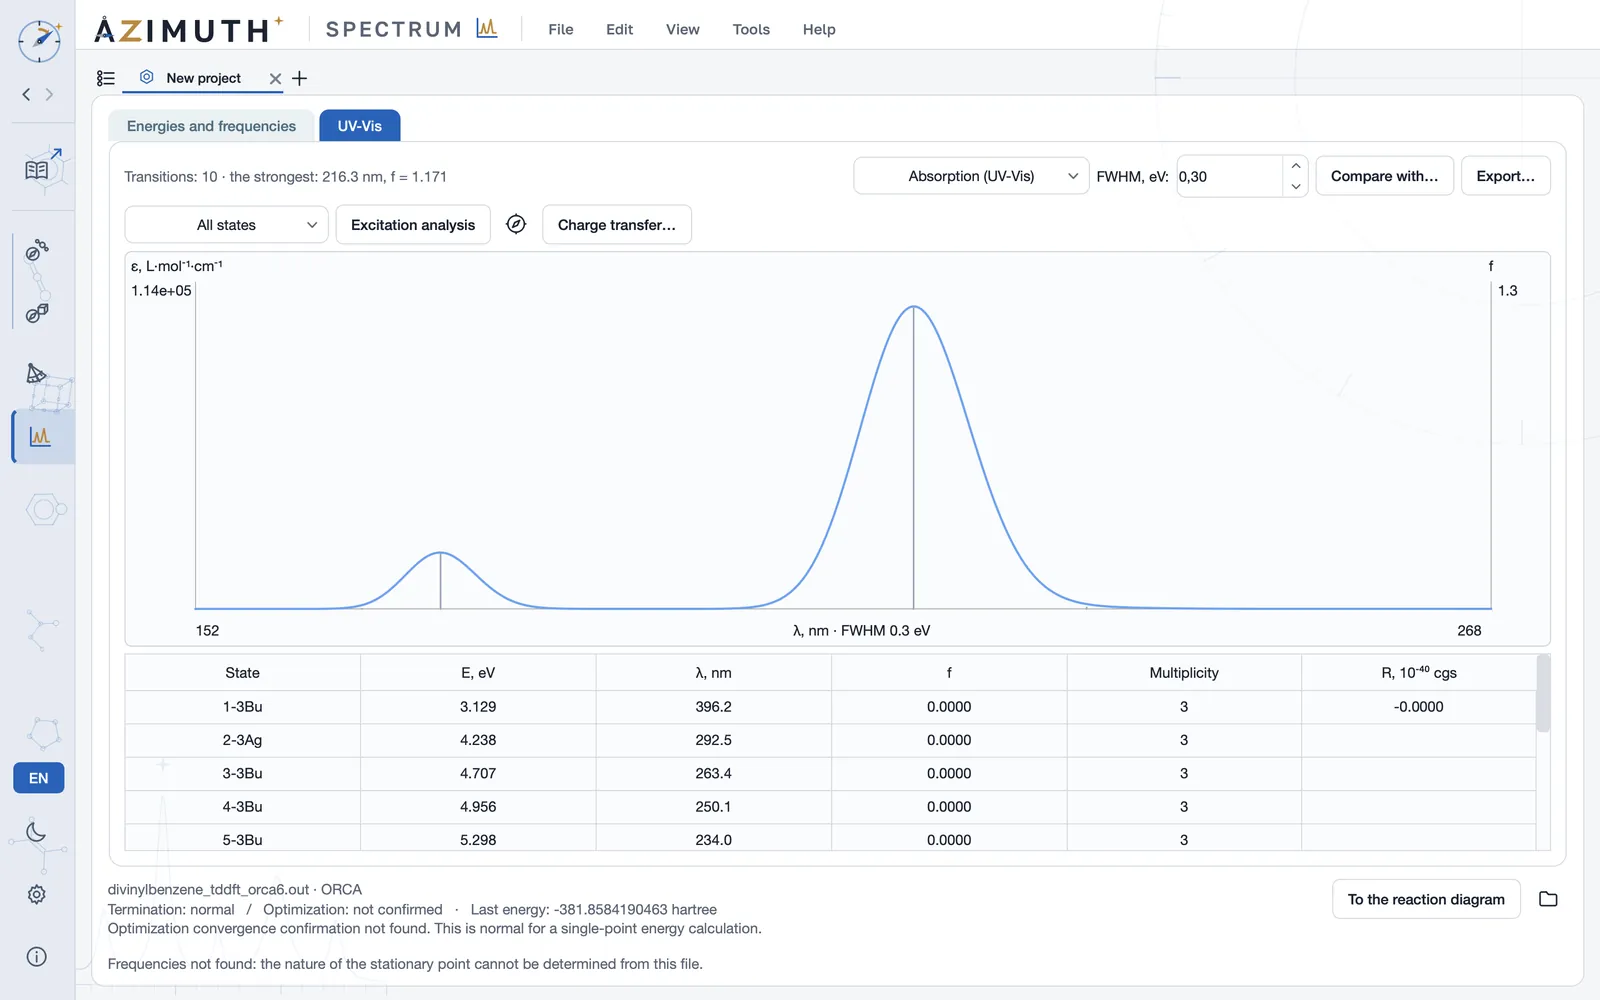 AZIMUTH SPECTRUM File Edit View Tools Help
New project
Energies and frequencies UV-Vis
Transitions: 10 · the strongest: 216.3 nm, f = 1.171 Absorption (UV-Vis) FWHM, eV: 0,30 Compare with... Export...
All states Excitation analysis Charge transfer...
ε, L·mol⁻¹·cm⁻¹ f
1.14e+05 1.3
152 λ, nm · FWHM 0.3 eV 268
State E, eV λ, nm f Multiplicity R, 10⁻⁴⁰ cgs
1-3Bu 3.129 396.2 0.0000 3 -0.0000
2-3Ag 4.238 292.5 0.0000 3
3-3Bu 4.707 263.4 0.0000 3
4-3Bu 4.956 250.1 0.0000 3
5-3Bu 5.298 234.0 0.0000 3
EN
divinylbenzene_tddft_orca6.out · ORCA
Termination: normal / Optimization: not confirmed · Last energy: -381.8584190463 hartree
Optimization convergence confirmation not found. This is normal for a single-point energy calculation.
To the reaction diagram
Frequencies not found: the nature of the stationary point cannot be determined from this file.